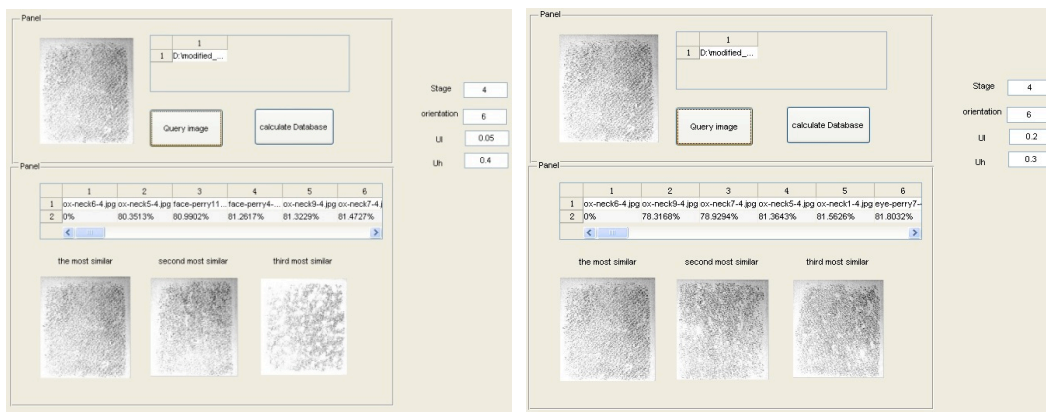 Panel
1
1 D:\modified_...
Query image
calculate Database
Stage 4
orientation 6
Ul 0.05
Uh 0.4
Panel
1 2 3 4 5 6
1 ox-neck6-4.jpg ox-neck5-4.jpg face-perry11... face-perry4-... ox-neck9-4.jpg ox-neck7-4.j
2 0% 80.3513% 80.9902% 81.2617% 81.3229% 81.4727%
the most similar second most similar third most similar
Panel
1
1 D:\modified_...
Query image
calculate Database
Stage 4
orientation 6
Ul 0.2
Uh 0.3
Panel
1 2 3 4 5 6
1 ox-neck6-4.jpg ox-neck9-4.jpg ox-neck7-4.jpg ox-neck5-4.jpg ox-neck1-4.jpg eye-perry7-
2 0% 78.3168% 78.9294% 81.3643% 81.5626% 81.8032%
the most similar second most similar third most similar